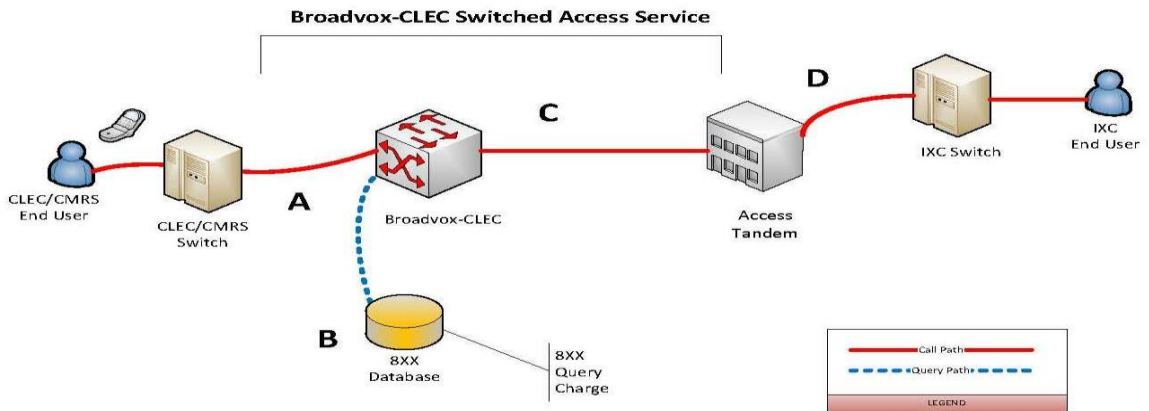 Broadvox-CLEC Switched Access Service
D
C
IXC Switch
IXC
End User
CLEC/CMRS
End User
CLEC/CMRS
Switch
A
Broadvox-CLEC
Access
Tandem
B
8XX
Database
8XX
Query
Charge
Call Path
Query Path
LEGEND